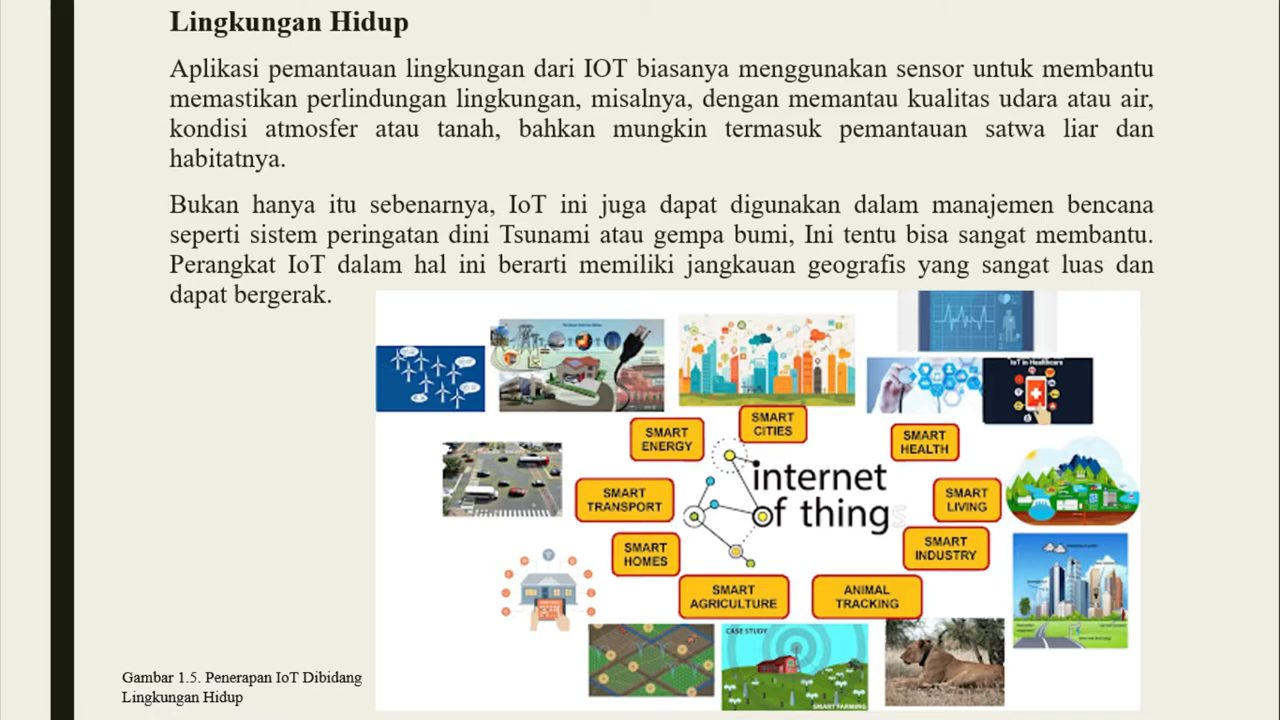 Lingkungan Hidup
Aplikasi pemantauan lingkungan dari IOT biasanya menggunakan sensor untuk membantu
memastikan perlindungan lingkungan, misalnya, dengan memantau kualitas udara atau air,
kondisi atmosfer atau tanah, bahkan mungkin termasuk pemantauan satwa liar dan
habitatnya.
Bukan hanya itu sebenarnya, IoT ini juga dapat digunakan dalam manajemen bencana
seperti sistem peringatan dini Tsunami atau gempa bumi, Ini tentu bisa sangat membantu.
Perangkat IoT dalam hal ini berarti memiliki jangkauan geografis yang sangat luas dan
dapat bergerak.
IoT in Healthcare
SMART
CITIES
SMART
ENERGY
SMART
HEALTH
internet
of things
SMART
TRANSPORT
SMART
LIVING
SMART
HOMES
SMART
INDUSTRY
SMART
AGRICULTURE
ANIMAL
TRACKING
CASE STUDY
SMART FARMING
Gambar 1.5. Penerapan IoT Dibidang
Lingkungan Hidup